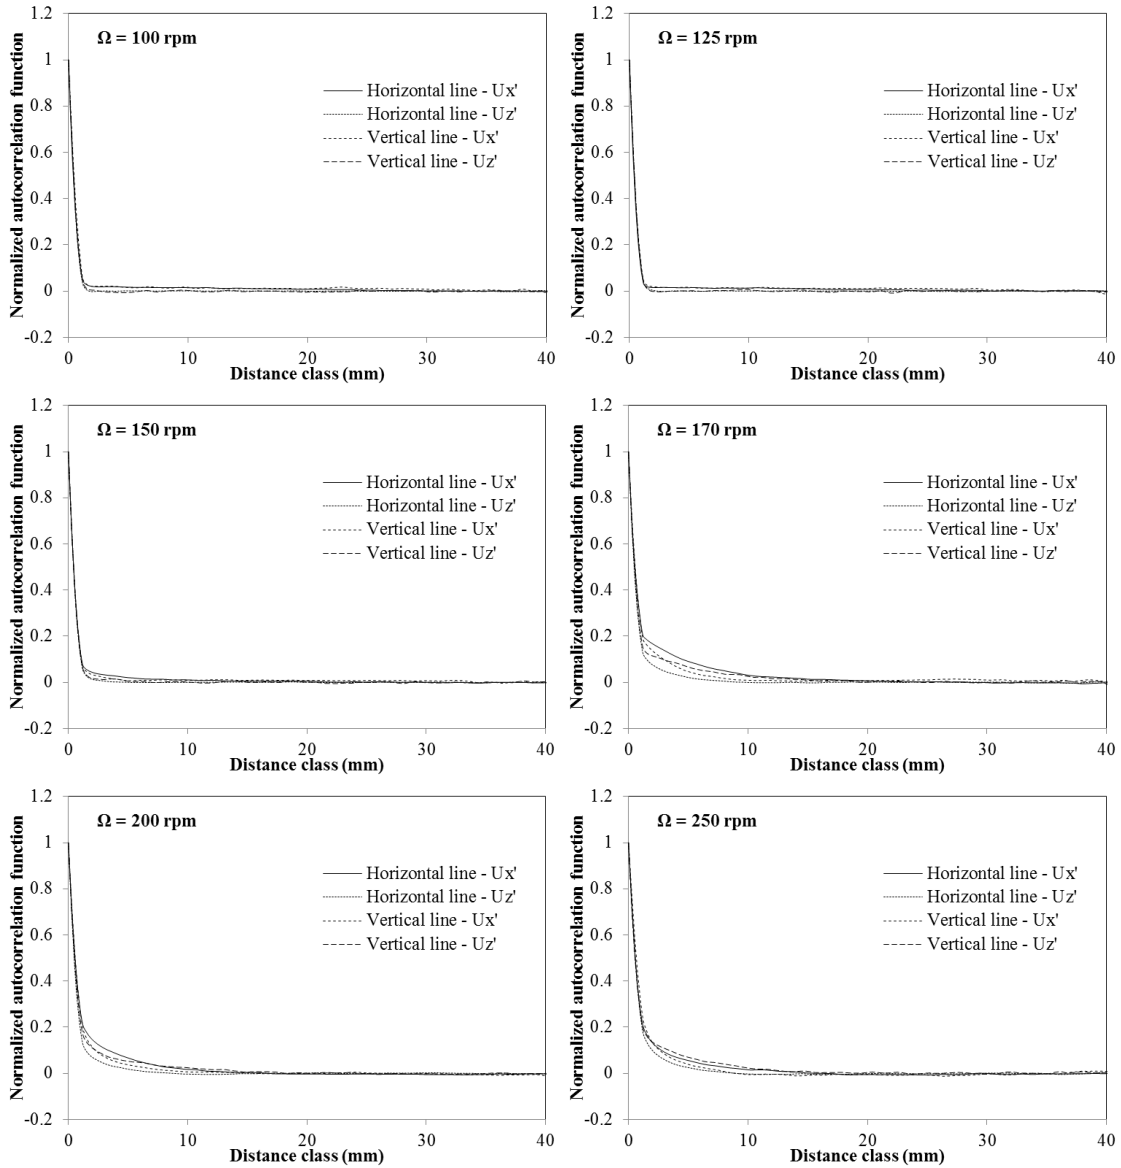 Ω = 100 rpm
Normalized autocorrelation function
1.2
1
0.8
0.6
0.4
0.2
0
-0.2
Horizontal line - Ux'
Horizontal line - Uz'
Vertical line - Ux'
Vertical line - Uz'
0 10 20 30 40
Distance class (mm)
Ω = 125 rpm
Normalized autocorrelation function
1.2
1
0.8
0.6
0.4
0.2
0
-0.2
Horizontal line - Ux'
Horizontal line - Uz'
Vertical line - Ux'
Vertical line - Uz'
0 10 20 30 40
Distance class (mm)
Ω = 150 rpm
Normalized autocorrelation function
1.2
1
0.8
0.6
0.4
0.2
0
-0.2
Horizontal line - Ux'
Horizontal line - Uz'
Vertical line - Ux'
Vertical line - Uz'
0 10 20 30 40
Distance class (mm)
Ω = 170 rpm
Normalized autocorrelation function
1.2
1
0.8
0.6
0.4
0.2
0
-0.2
Horizontal line - Ux'
Horizontal line - Uz'
Vertical line - Ux'
Vertical line - Uz'
0 10 20 30 40
Distance class (mm)
Ω = 200 rpm
Normalized autocorrelation function
1.2
1
0.8
0.6
0.4
0.2
0
-0.2
Horizontal line - Ux'
Horizontal line - Uz'
Vertical line - Ux'
Vertical line - Uz'
0 10 20 30 40
Distance class (mm)
Ω = 250 rpm
Normalized autocorrelation function
1.2
1
0.8
0.6
0.4
0.2
0
-0.2
Horizontal line - Ux'
Horizontal line - Uz'
Vertical line - Ux'
Vertical line - Uz'
0 10 20 30 40
Distance class (mm)